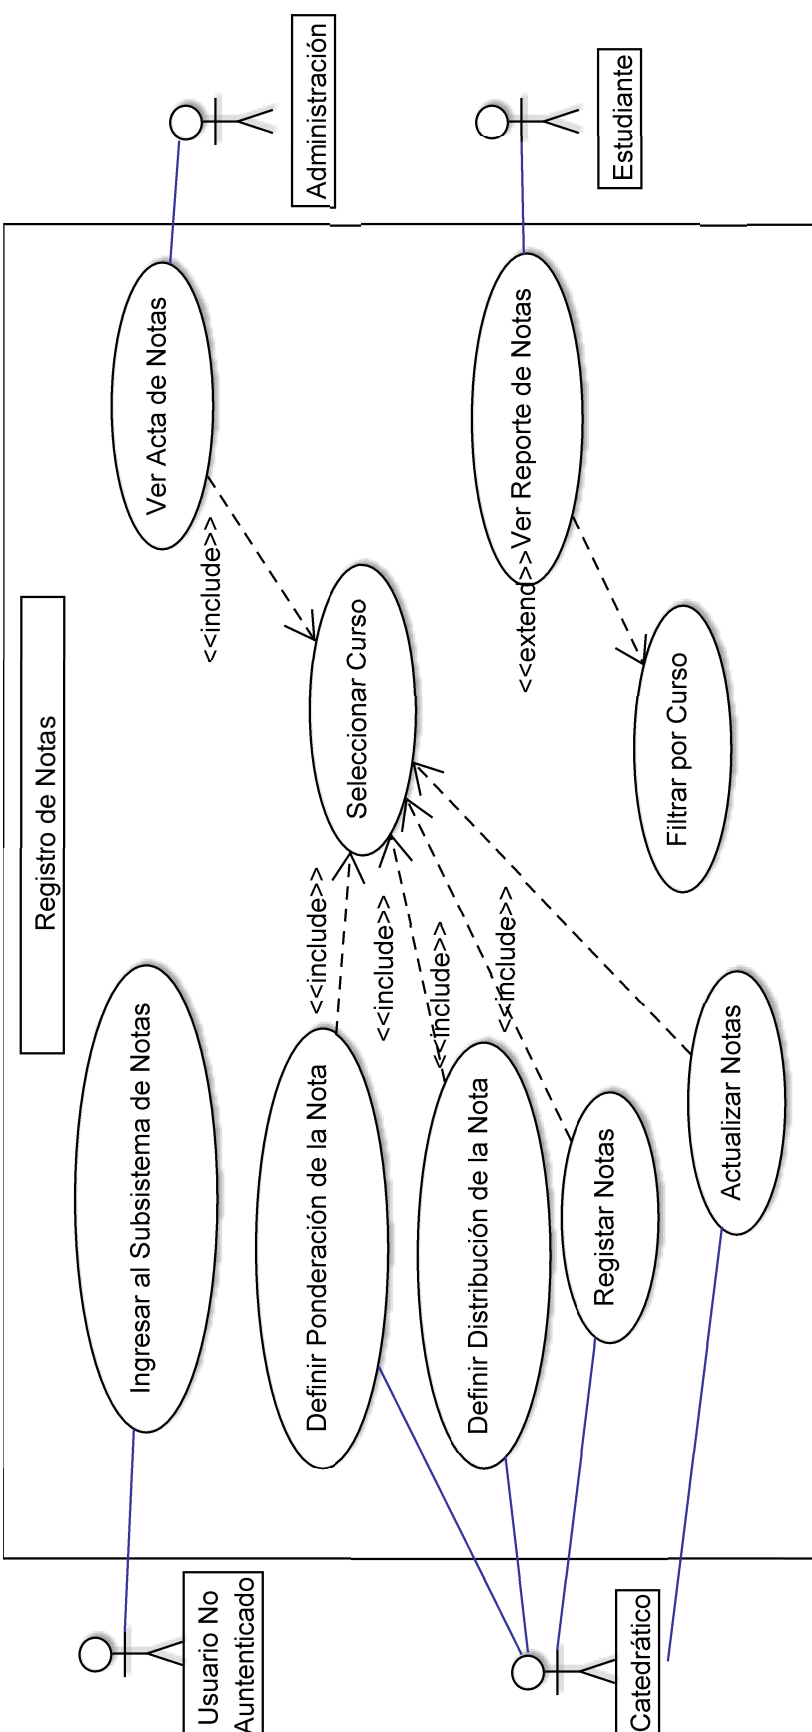 Registro de Notas
Usuario No
Auntenticado
Ingresar al Subsistema de Notas
Ver Acta de Notas
Administración
<<include>>
Definir Ponderación de la Nota
<<include>>
Seleccionar Curso
<<include>>
Definir Distribución de la Nota
<<include>>
<<include>>
<<extend>>
Ver Reporte de Notas
Estudiante
Catedrático
Registar Notas
Filtrar por Curso
Actualizar Notas